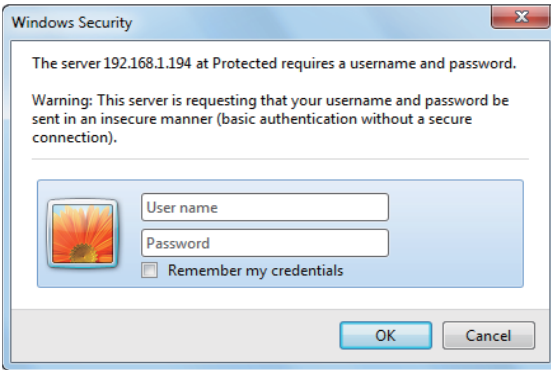 Windows Security
The server 192.168.1.194 at Protected requires a username and password.
Warning: This server is requesting that your username and password be
sent in an insecure manner (basic authentication without a secure
connection).
User name
Password
Remember my credentials
OK
Cancel